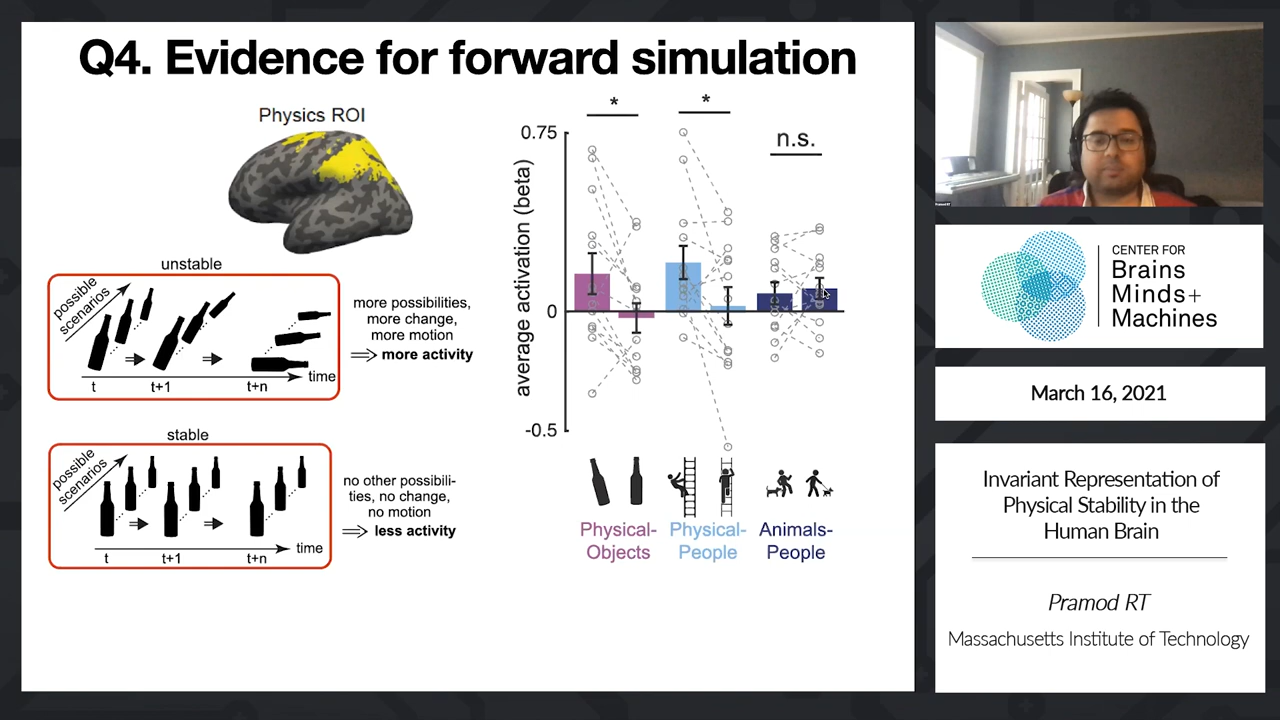 Q4. Evidence for forward simulation
Physics ROI
unstable
possible
scenarios
t
t+1
t+n
time
more possibilities,
more change,
more motion
⇒ more activity
stable
possible
scenarios
t
t+1
t+n
time
no other possibili-
ties, no change,
no motion
⇒ less activity
average activation (beta)
0.75
0
-0.5
*
*
n.s.
Physical-
Objects
Physical-
People
Animals-
People
Pramod RT
CENTER FOR
Brains
Minds+
Machines
March 16, 2021
Invariant Representation of
Physical Stability in the
Human Brain
Pramod RT
Massachusetts Institute of Technology